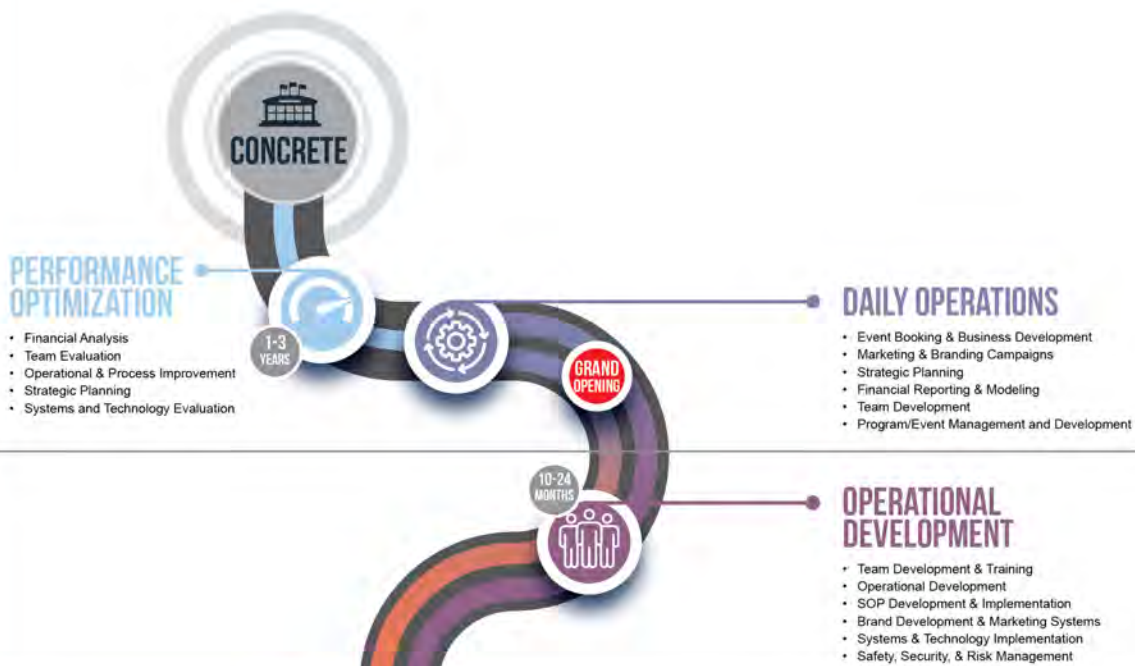 CONCRETE
PERFORMANCE
OPTIMIZATION
• Financial Analysis
• Team Evaluation
• Operational & Process Improvement
• Strategic Planning
• Systems and Technology Evaluation
1-3
YEARS
GRAND
OPENING
DAILY OPERATIONS
• Event Booking & Business Development
• Marketing & Branding Campaigns
• Strategic Planning
• Financial Reporting & Modeling
• Team Development
• Program/Event Management and Development
10-24
MONTHS
OPERATIONAL
DEVELOPMENT
• Team Development & Training
• Operational Development
• SOP Development & Implementation
• Brand Development & Marketing Systems
• Systems & Technology Implementation
• Safety, Security, & Risk Management